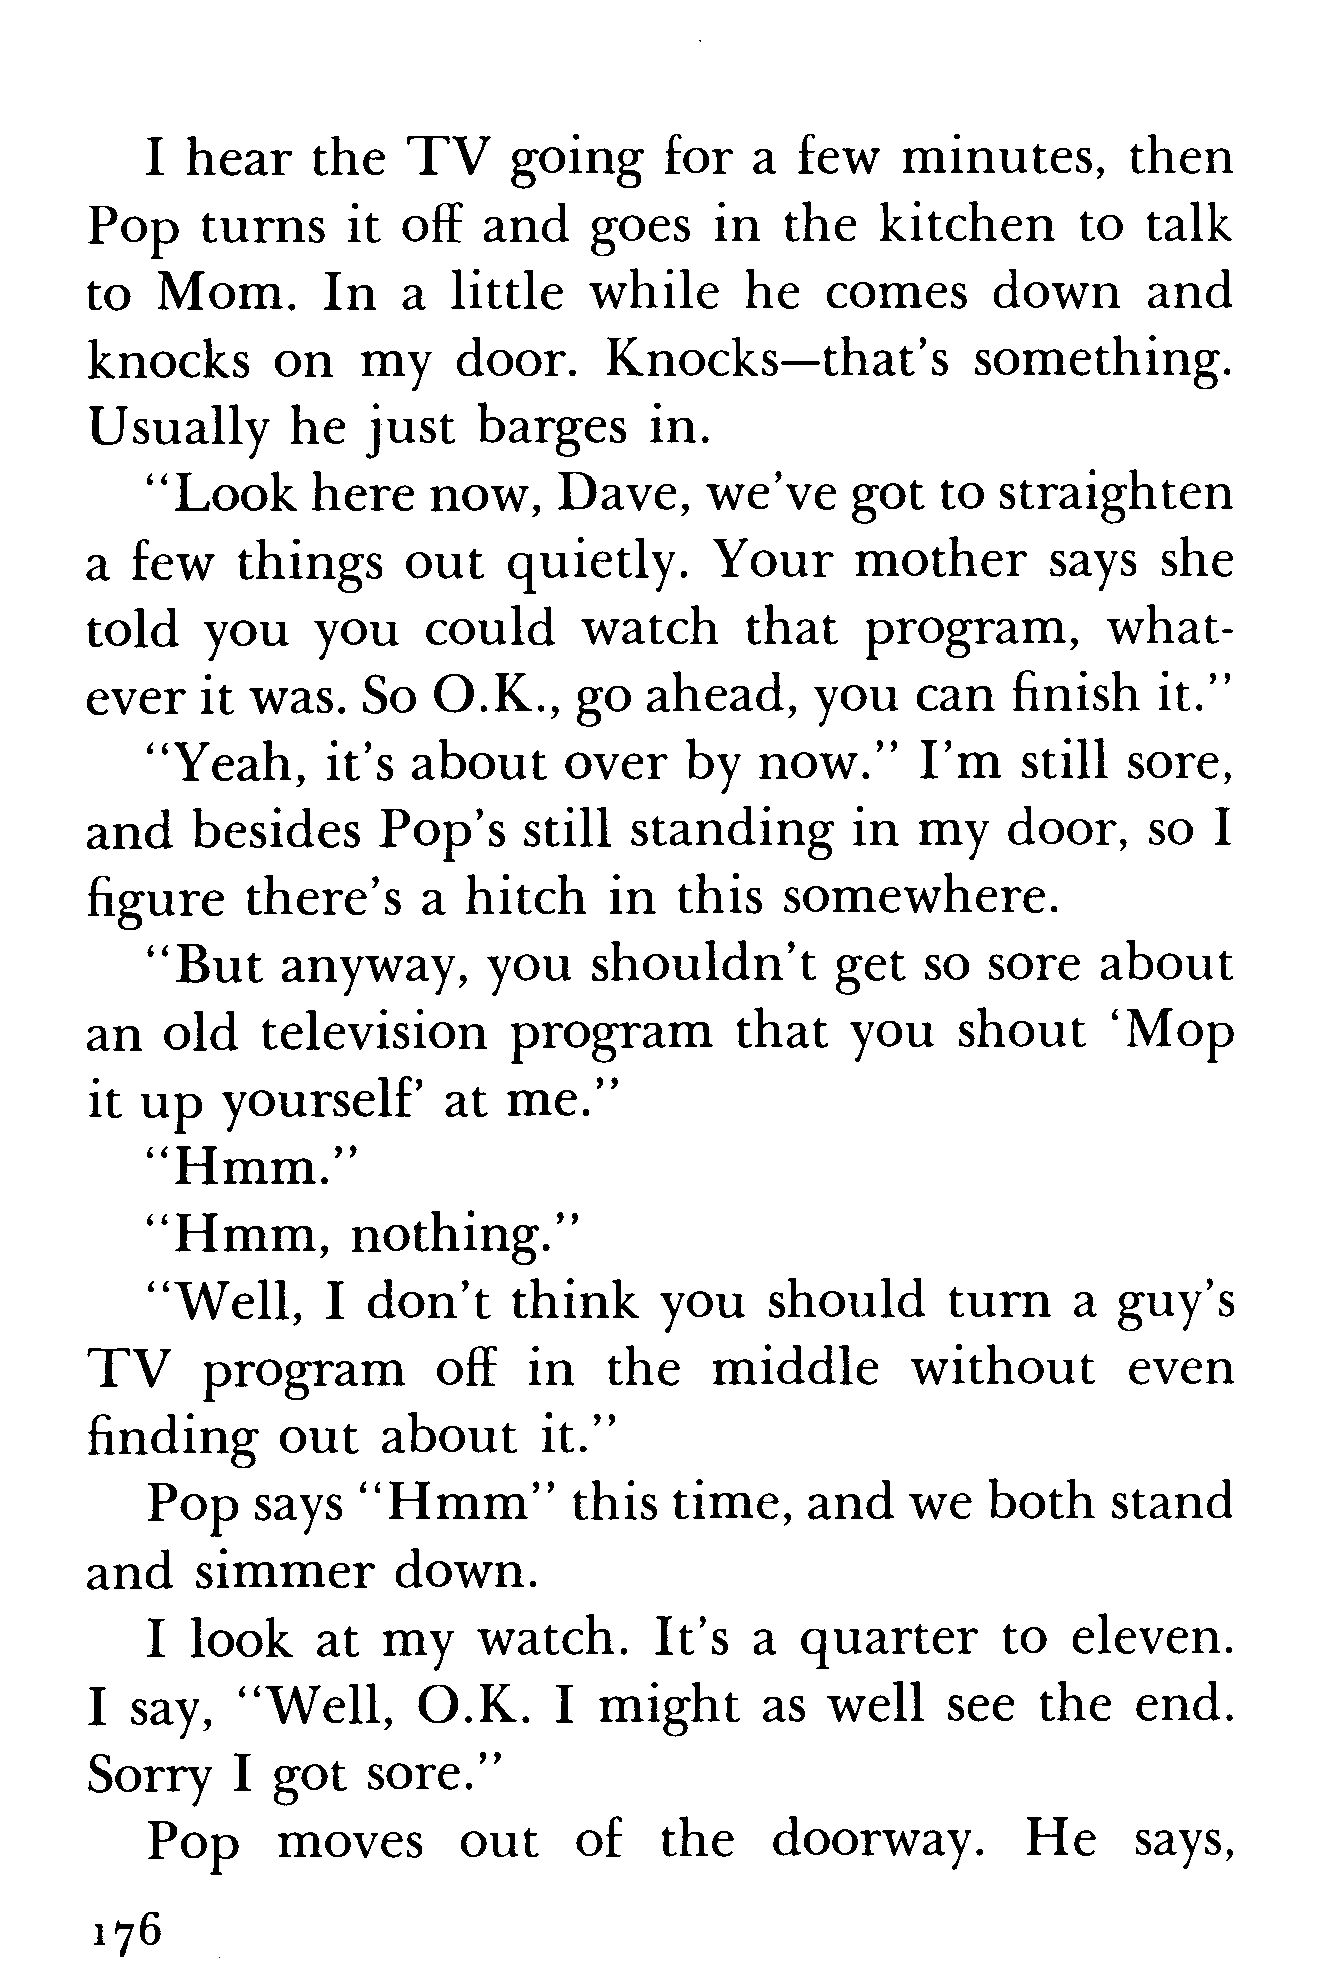 I hear the TV going for a few minutes, then
Pop turns it off and goes in the kitchen to talk
to Mom. In a little while he comes down and
knocks on my door. Knocks—that's something.
Usually he just barges in.
"Look here now, Dave, we've got to straighten
a few things out quietly. Your mother says she
told you you could watch that program, what-
ever it was. So O.K., go ahead, you can finish it."
"Yeah, it's about over by now." I'm still sore,
and besides Pop's still standing in my door, so I
figure there's a hitch in this somewhere.
"But anyway, you shouldn't get so sore about
an old television program that you shout 'Mop
it up yourself' at me."
"Hmm."
"Hmm, nothing."
"Well, I don't think you should turn a guy's
TV program off in the middle without even
finding out about it."
Pop says "Hmm" this time, and we both stand
and simmer down.
I look at my watch. It's a quarter to eleven.
I say, "Well, O.K. I might as well see the end.
Sorry I got sore."
Pop moves out of the doorway. He says,
176